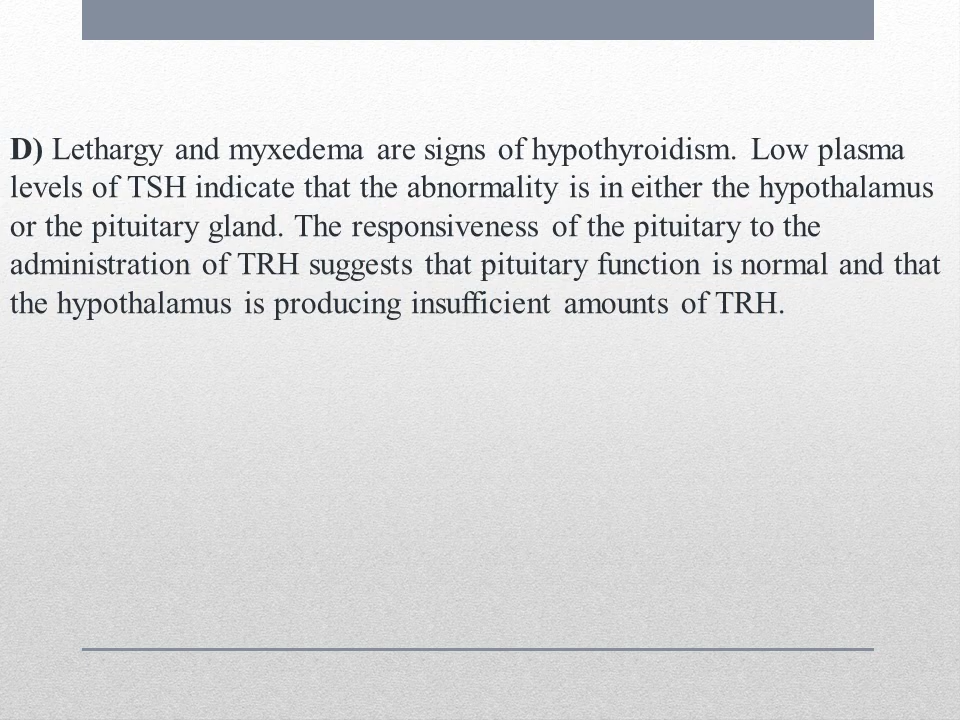 D) Lethargy and myxedema are signs of hypothyroidism. Low plasma
levels of TSH indicate that the abnormality is in either the hypothalamus
or the pituitary gland. The responsiveness of the pituitary to the
administration of TRH suggests that pituitary function is normal and that
the hypothalamus is producing insufficient amounts of TRH.